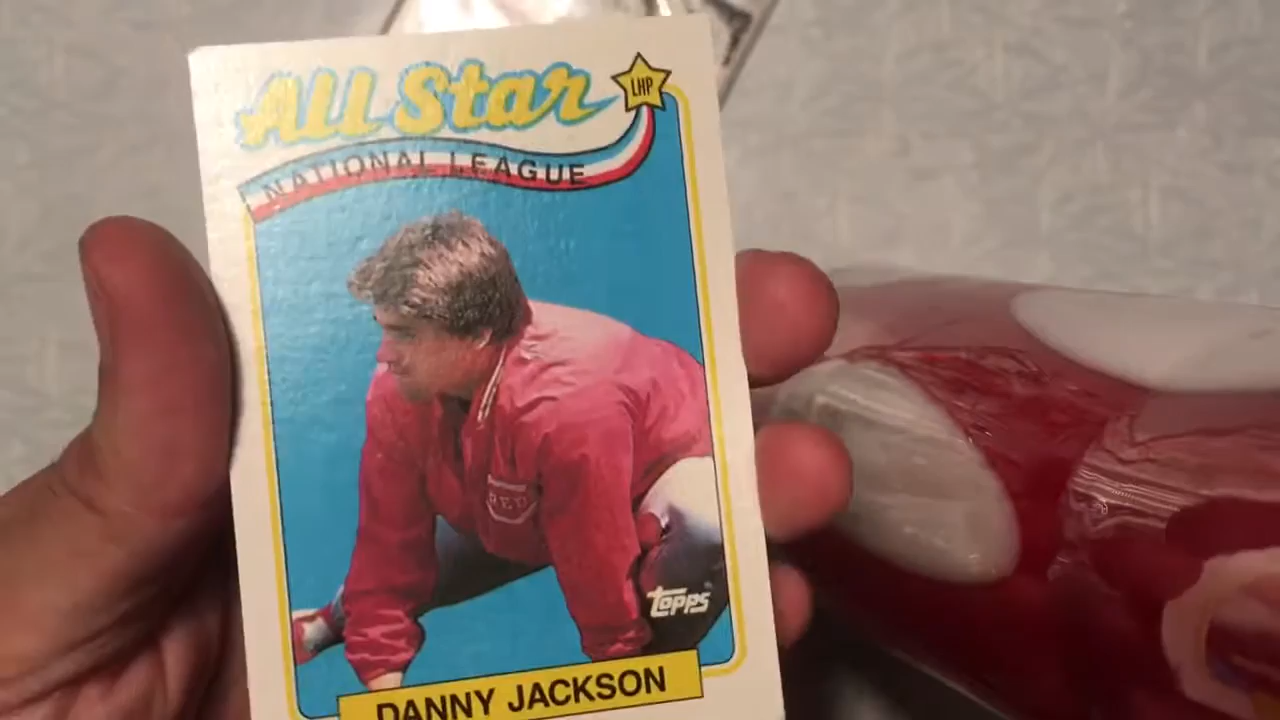 All Star
LHP
NATIONAL LEAGUE
REDS
topps
DANNY JACKSON